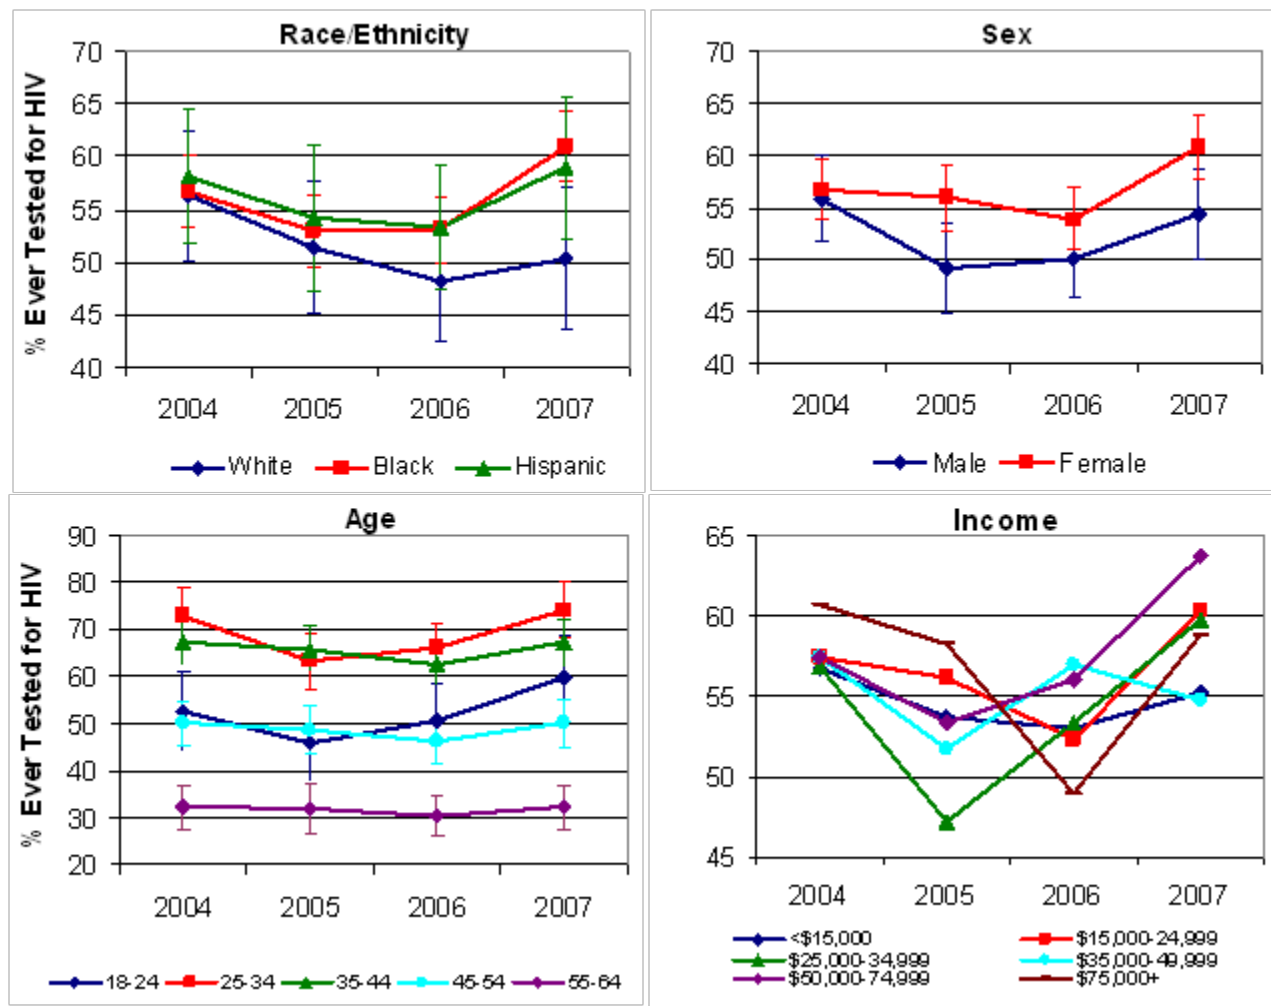 Race/Ethnicity
% Ever Tested for HIV
70
65
60
55
50
45
40
2004 2005 2006 2007
White Black Hispanic
Sex
70
65
60
55
50
45
40
2004 2005 2006 2007
Male Female
Age
% Ever Tested for HIV
90
80
70
60
50
40
30
20
2004 2005 2006 2007
18-24 25-34 35-44 45-54 55-64
Income
65
60
55
50
45
2004 2005 2006 2007
<$15,000 $15,000-24,999
$25,000-34,999 $35,000-49,999
$50,000-74,999 $75,000+